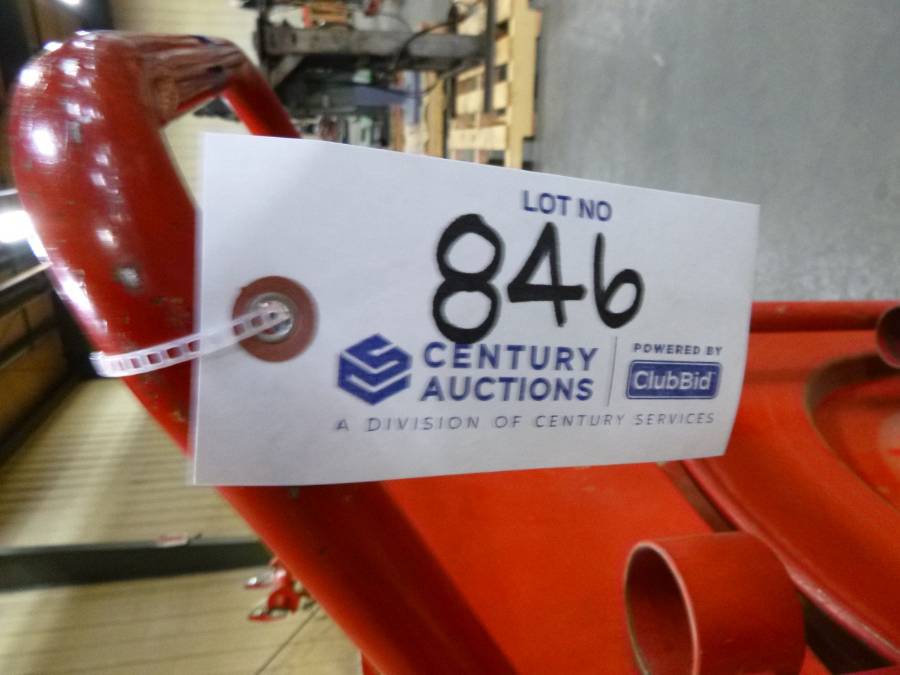 LOT NO
846
CENTURY
AUCTIONS
POWERED BY
ClubBid
A DIVISION OF CENTURY SERVICES